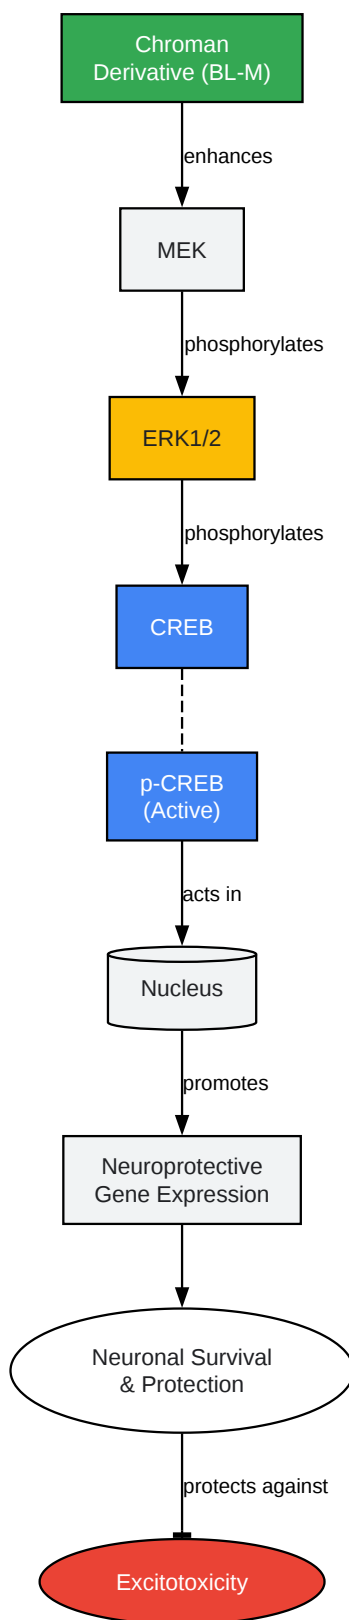 Chroman
Derivative (BL-M)
enhances
MEK
phosphorylates
ERK1/2
phosphorylates
CREB
p-CREB
(Active)
acts in
Nucleus
promotes
Neuroprotective
Gene Expression
Neuronal Survival
& Protection
protects against
Excitotoxicity